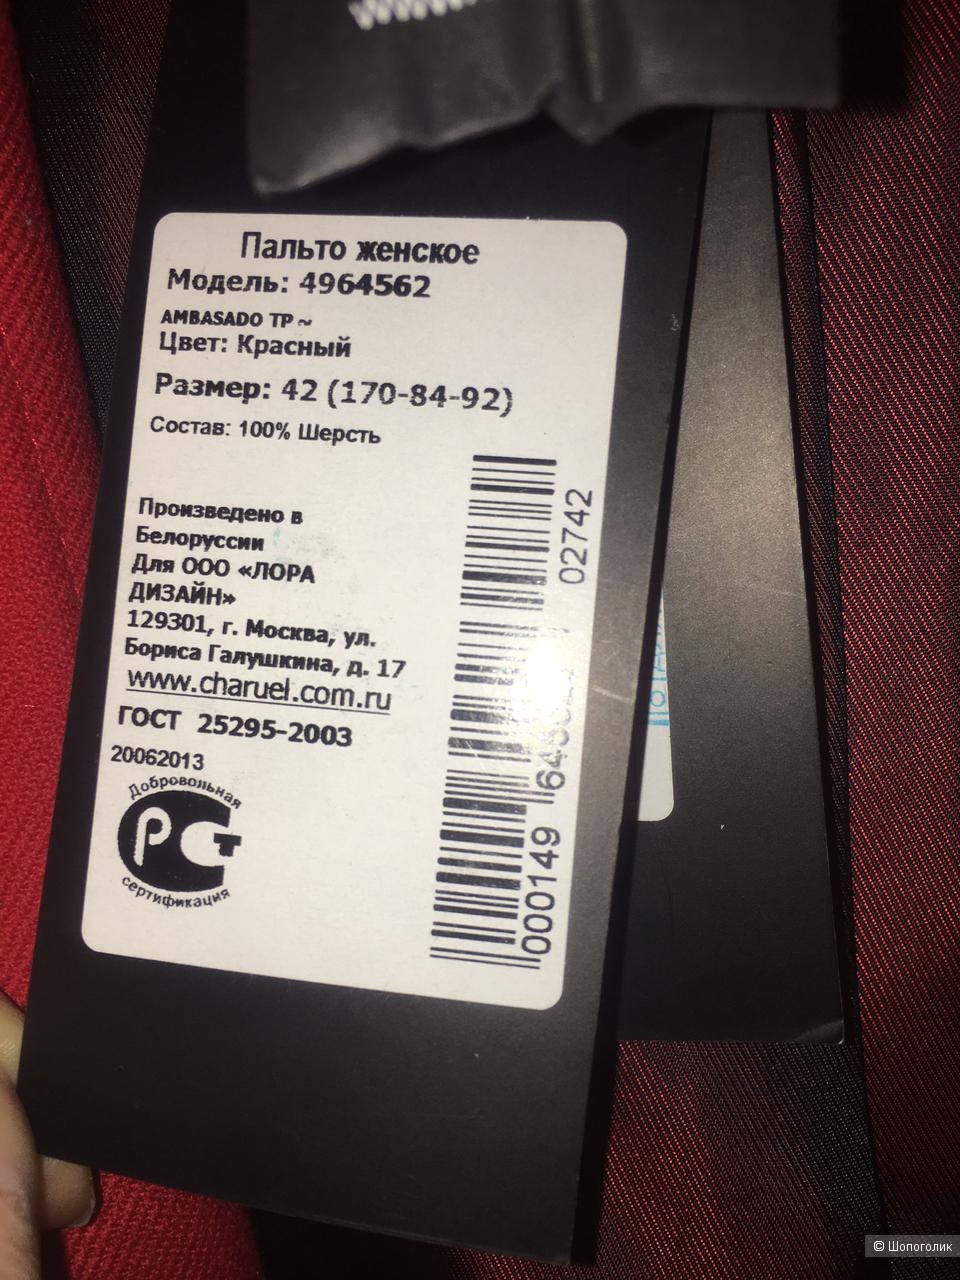 Пальто женское
Модель: 4964562
AMBASADO TP ~
Цвет: Красный
Размер: 42 (170-84-92)
Состав: 100% Шерсть
Произведено в
Белоруссии
Для ООО «ЛОРА
ДИЗАЙН»
129301, г. Москва, ул.
Бориса Галушкина, д. 17
www.charuel.com.ru
ГОСТ 25295-2003
20062013
Добровольная
РСТ
сертификация
000149
02742
© Шопоголик